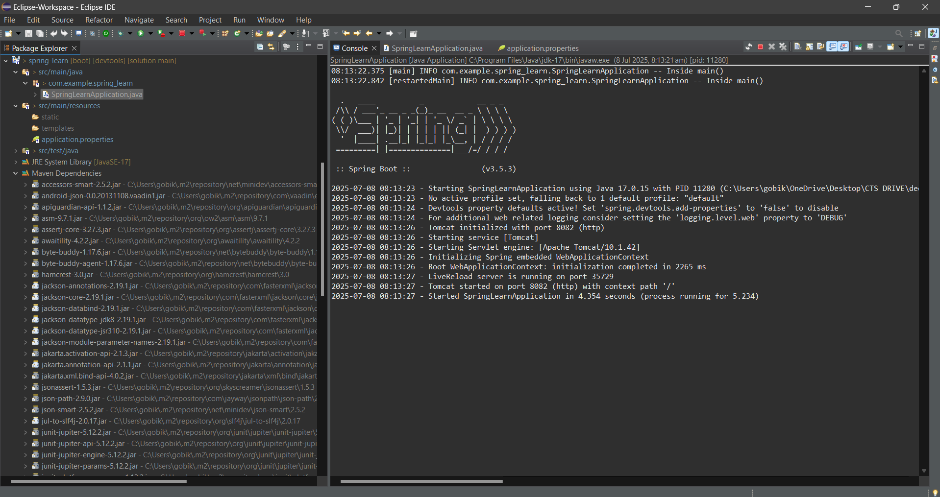 Eclipse-Workspace - Eclipse IDE
File Edit Source Refactor Navigate Search Project Run Window Help
Package Explorer
spring-learn [boot] [devtools] [solution main]
src/main/java
com.example.spring_learn
SpringLearnApplication.java
src/main/resources
static
templates
application.properties
src/test/java
JRE System Library [JavaSE-17]
Maven Dependencies
accessors-smart-2.5.2.jar - C:\Users\gobik\.m2\repository\net\minidev\accessors-sma
android-json-0.0.20131108.vaadin1.jar - C:\Users\gobik\.m2\repository\com\vaadin
apiguardian-api-1.1.2.jar - C:\Users\gobik\.m2\repository\org\apiguardian\apiguard
asm-9.7.1.jar - C:\Users\gobik\.m2\repository\org\ow2\asm\asm\9.7.1
assertj-core-3.27.3.jar - C:\Users\gobik\.m2\repository\org\assertj\assertj-core\3.27.3
awaitility-4.2.2.jar - C:\Users\gobik\.m2\repository\org\awaitility\awaitility\4.2.2
byte-buddy-1.17.6.jar - C:\Users\gobik\.m2\repository\net\bytebuddy\byte-buddy\1.
byte-buddy-agent-1.17.6.jar - C:\Users\gobik\.m2\repository\net\bytebuddy\byte-bu
hamcrest-3.0.jar - C:\Users\gobik\.m2\repository\org\hamcrest\hamcrest\3.0
jackson-annotations-2.19.1.jar - C:\Users\gobik\.m2\repository\com\fasterxml\jackso
jackson-core-2.19.1.jar - C:\Users\gobik\.m2\repository\com\fasterxml\jackson\core
jackson-databind-2.19.1.jar - C:\Users\gobik\.m2\repository\com\fasterxml\jackson\
jackson-datatype-jdk8-2.19.1.jar - C:\Users\gobik\.m2\repository\com\fasterxml\jack
jackson-datatype-jsr310-2.19.1.jar - C:\Users\gobik\.m2\repository\com\fasterxml\jac
jackson-module-parameter-names-2.19.1.jar - C:\Users\gobik\.m2\repository\com\f
jakarta.activation-api-2.1.3.jar - C:\Users\gobik\.m2\repository\jakarta\activation\jaka
jakarta.annotation-api-2.1.1.jar - C:\Users\gobik\.m2\repository\jakarta\annotation\ja
jakarta.xml.bind-api-4.0.2.jar - C:\Users\gobik\.m2\repository\jakarta\xml\bind\jakart
jsonassert-1.5.3.jar - C:\Users\gobik\.m2\repository\org\skyscreamer\jsonassert\1.5.3
json-path-2.9.0.jar - C:\Users\gobik\.m2\repository\com\jayway\jsonpath\json-path\
json-smart-2.5.2.jar - C:\Users\gobik\.m2\repository\net\minidev\json-smart\2.5.2
jul-to-slf4j-2.0.17.jar - C:\Users\gobik\.m2\repository\org\slf4j\jul-to-slf4j\2.0.17
junit-jupiter-5.12.2.jar - C:\Users\gobik\.m2\repository\org\junit\jupiter\junit-jupiter\
junit-jupiter-api-5.12.2.jar - C:\Users\gobik\.m2\repository\org\junit\jupiter\junit-jup
junit-jupiter-engine-5.12.2.jar - C:\Users\gobik\.m2\repository\org\junit\jupiter\junit-
junit-jupiter-params-5.12.2.jar - C:\Users\gobik\.m2\repository\org\junit\jupiter\junit
Console SpringLearnApplication.java application.properties
SpringLearnApplication [Java Application] C:\Program Files\Java\jdk-17\bin\javaw.exe (8 Jul 2025, 8:13:21 am) [pid: 11280]
08:13:22.375 [main] INFO com.example.spring_learn.SpringLearnApplication -- Inside main()
08:13:22.842 [restartedMain] INFO com.example.spring_learn.SpringLearnApplication -- Inside main()
:: Spring Boot :: (v3.5.3)
2025-07-08 08:13:23 - Starting SpringLearnApplication using Java 17.0.15 with PID 11280 (C:\Users\gobik\OneDrive\Desktop\CTS DRIVE\de
2025-07-08 08:13:23 - No active profile set, falling back to 1 default profile: "default"
2025-07-08 08:13:24 - Devtools property defaults active! Set 'spring.devtools.add-properties' to 'false' to disable
2025-07-08 08:13:24 - For additional web related logging consider setting the 'logging.level.web' property to 'DEBUG'
2025-07-08 08:13:26 - Tomcat initialized with port 8082 (http)
2025-07-08 08:13:26 - Starting service [Tomcat]
2025-07-08 08:13:26 - Starting Servlet engine: [Apache Tomcat/10.1.42]
2025-07-08 08:13:26 - Initializing Spring embedded WebApplicationContext
2025-07-08 08:13:26 - Root WebApplicationContext: initialization completed in 2265 ms
2025-07-08 08:13:27 - LiveReload server is running on port 35729
2025-07-08 08:13:27 - Tomcat started on port 8082 (http) with context path '/'
2025-07-08 08:13:27 - Started SpringLearnApplication in 4.354 seconds (process running for 5.234)